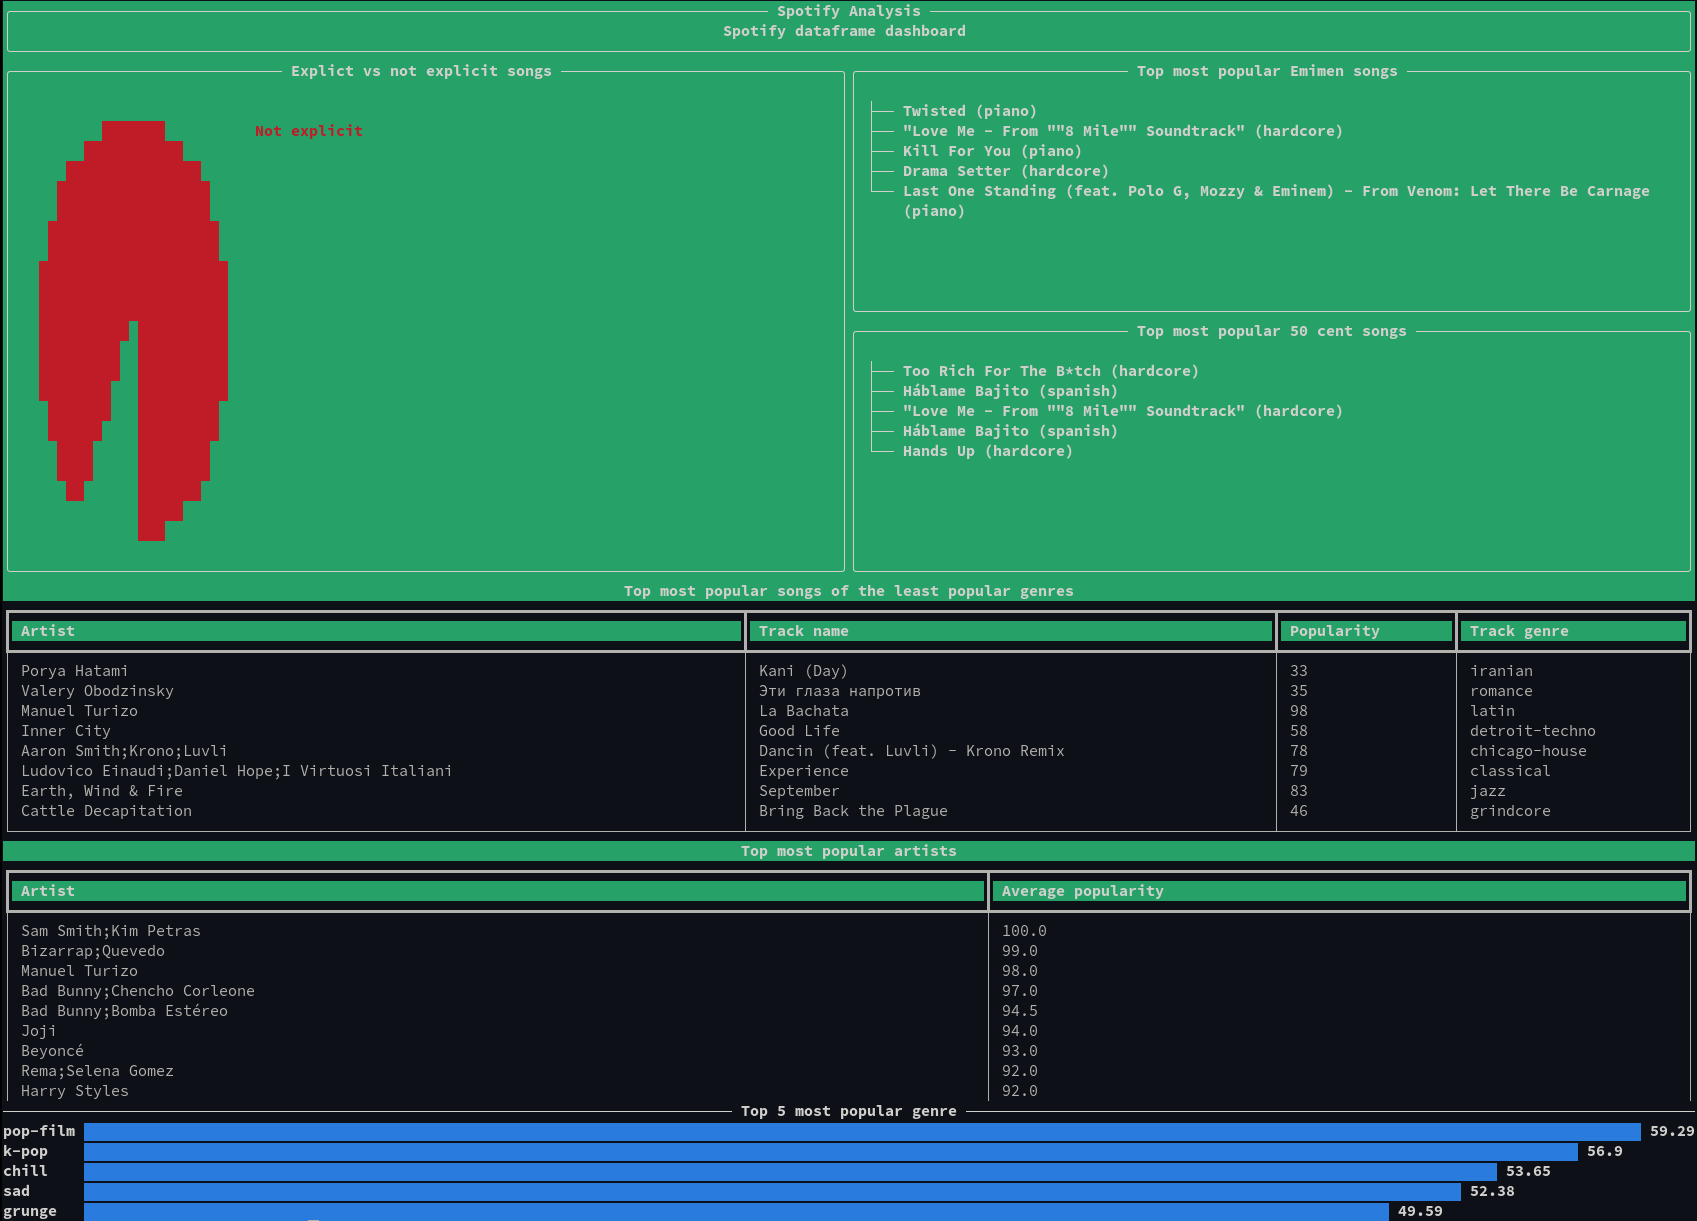 Spotify Analysis
Spotify dataframe dashboard
Explict vs not explicit songs
Not explicit
Top most popular Emimen songs
Twisted (piano)
"Love Me - From ""8 Mile"" Soundtrack" (hardcore)
Kill For You (piano)
Drama Setter (hardcore)
Last One Standing (feat. Polo G, Mozzy & Eminem) - From Venom: Let There Be Carnage
(piano)
Top most popular 50 cent songs
Too Rich For The B*tch (hardcore)
Háblame Bajito (spanish)
"Love Me - From ""8 Mile"" Soundtrack" (hardcore)
Háblame Bajito (spanish)
Hands Up (hardcore)
Top most popular songs of the least popular genres
Artist Track name Popularity Track genre
Porya Hatami Kani (Day) 33 iranian
Valery Obodzinsky Эти глаза напротив 35 romance
Manuel Turizo La Bachata 98 latin
Inner City Good Life 58 detroit-techno
Aaron Smith;Krono;Luvli Dancin (feat. Luvli) - Krono Remix 78 chicago-house
Ludovico Einaudi;Daniel Hope;I Virtuosi Italiani Experience 79 classical
Earth, Wind & Fire September 83 jazz
Cattle Decapitation Bring Back the Plague 46 grindcore
Top most popular artists
Artist Average popularity
Sam Smith;Kim Petras 100.0
Bizarrap;Quevedo 99.0
Manuel Turizo 98.0
Bad Bunny;Chencho Corleone 97.0
Bad Bunny;Bomba Estéreo 94.5
Joji 94.0
Beyoncé 93.0
Rema;Selena Gomez 92.0
Harry Styles 92.0
Top 5 most popular genre
pop-film 59.29
k-pop 56.9
chill 53.65
sad 52.38
grunge 49.59